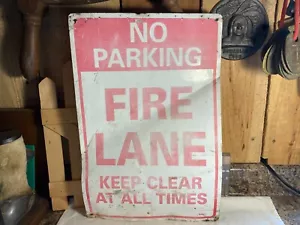 NO
PARKING
FIRE
LANE
KEEP CLEAR
AT ALL TIMES